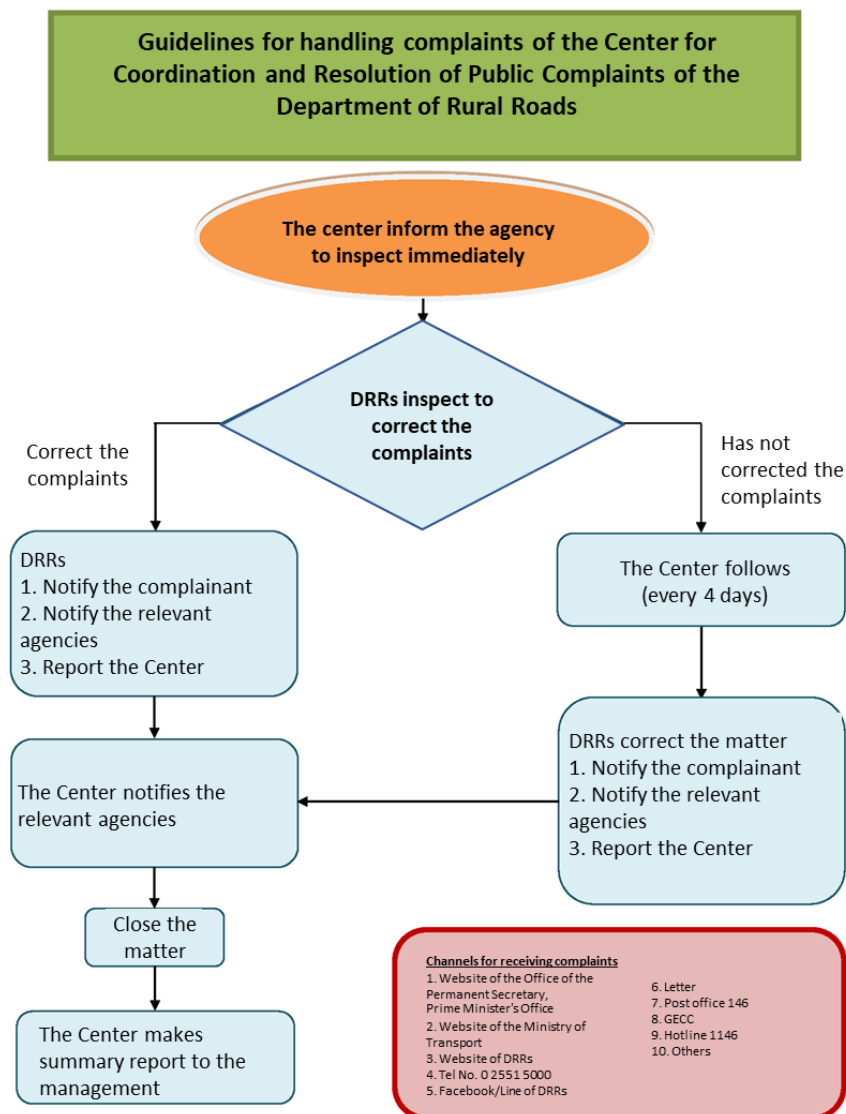 Guidelines for handling complaints of the Center for
Coordination and Resolution of Public Complaints of the
Department of Rural Roads
The center inform the agency
to inspect immediately
DRRs inspect to
correct the
complaints
Correct the
complaints
Has not
corrected the
complaints
DRRs
1. Notify the complainant
2. Notify the relevant
agencies
3. Report the Center
The Center follows
(every 4 days)
The Center notifies the
relevant agencies
DRRs correct the matter
1. Notify the complainant
2. Notify the relevant
agencies
3. Report the Center
Close the
matter
The Center makes
summary report to the
management
Channels for receiving complaints
1. Website of the Office of the
Permanent Secretary,
Prime Minister's Office
2. Website of the Ministry of
Transport
3. Website of DRRs
4. Tel No. 0 2551 5000
5. Facebook/Line of DRRs
6. Letter
7. Post office 146
8. GECC
9. Hotline 1146
10. Others